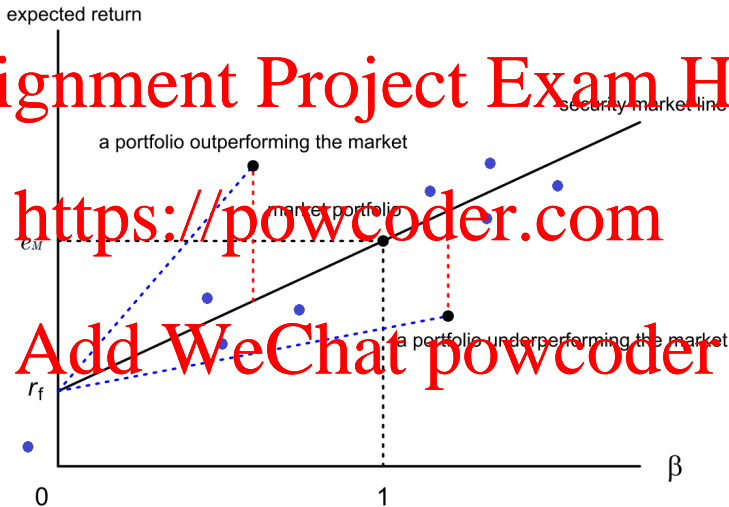 expected return
ignment Project Exam H
security market line
a portfolio outperforming the market
https://powcoder.com
market portfolio
eM
Add WeChat powcoder
a portfolio underperforming the market
rf
β
0
1